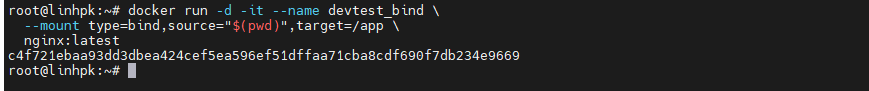 root@linhpk:~# docker run -d -it --name devtest_bind \
  --mount type=bind,source="$(pwd)",target=/app \
  nginx:latest
c4f721ebaa93dd3dbea424cef5ea596ef51dffaa71cba8cdf690f7db234e9669
root@linhpk:~#